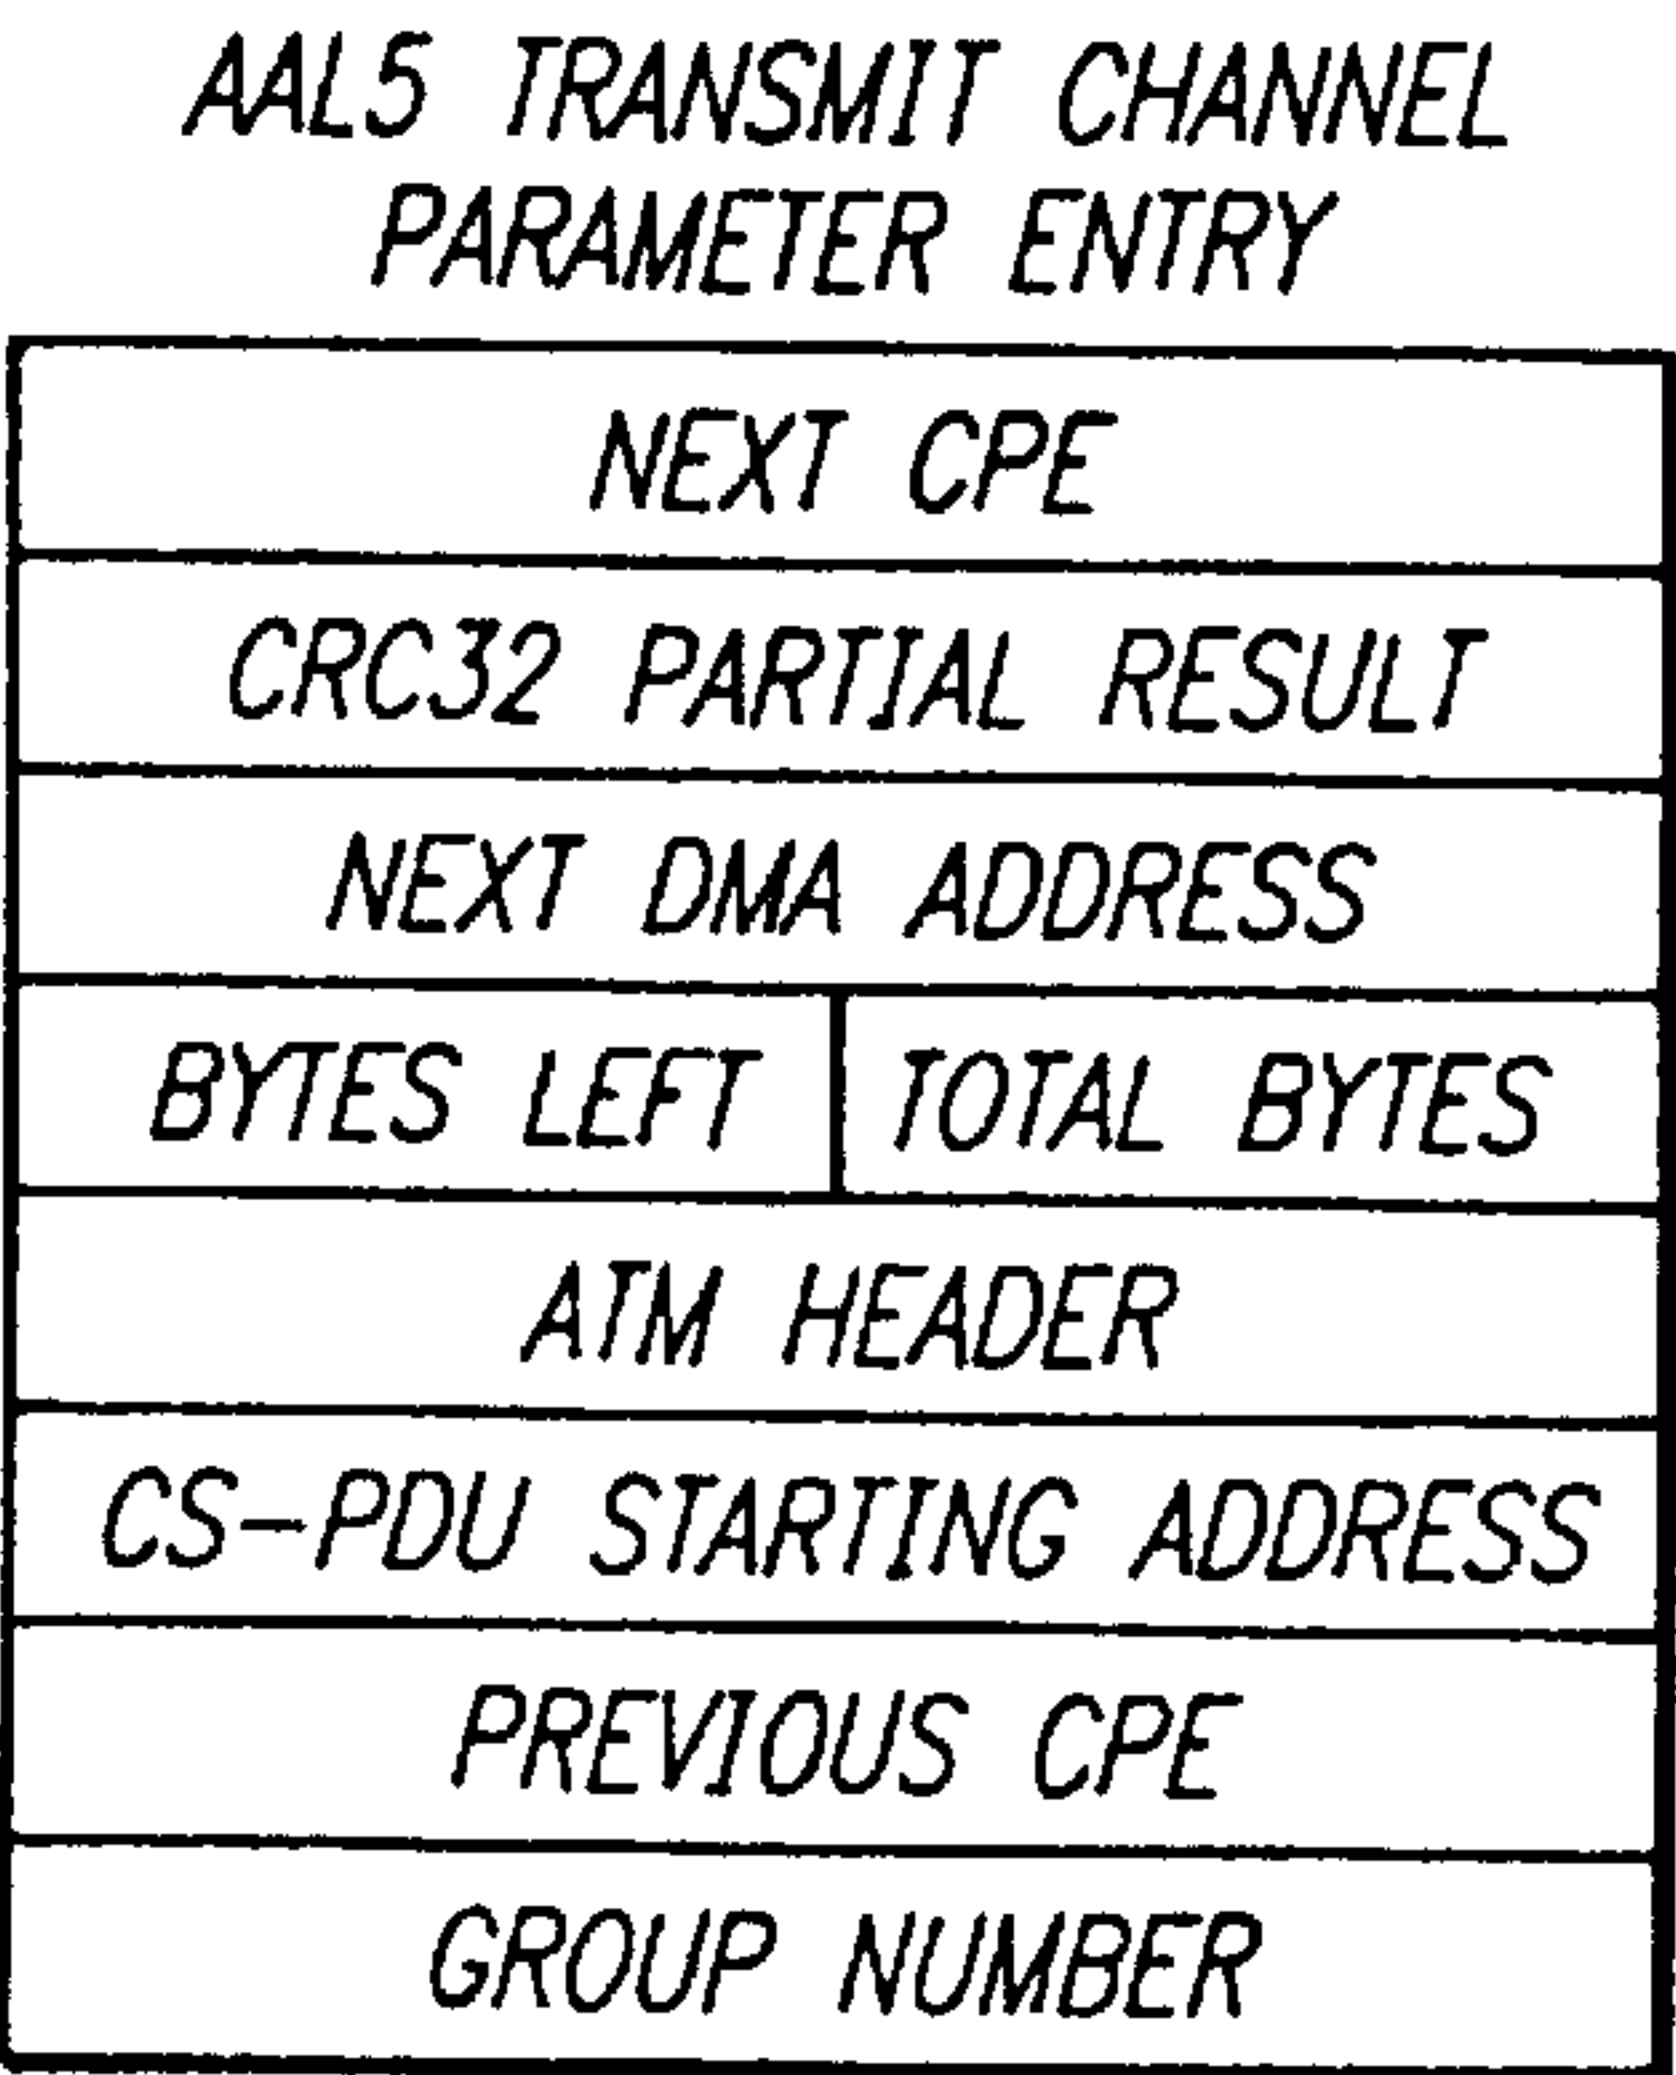 AAL5 TRANSMIT CHANNEL
PARAMETER ENTRY
NEXT CPE
CRC32 PARTIAL RESULT
NEXT DMA ADDRESS
BYTES LEFT TOTAL BYTES
ATM HEADER
CS-PDU STARTING ADDRESS
PREVIOUS CPE
GROUP NUMBER